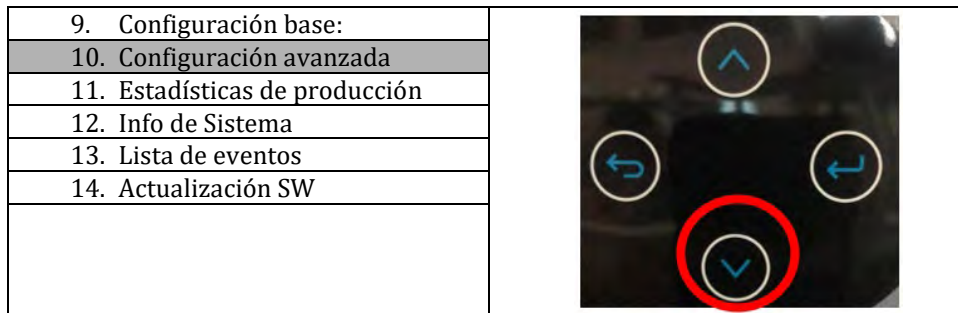 9. Configuración base:
10. Configuración avanzada
11. Estadísticas de producción
12. Info de Sistema
13. Lista de eventos
14. Actualización SW